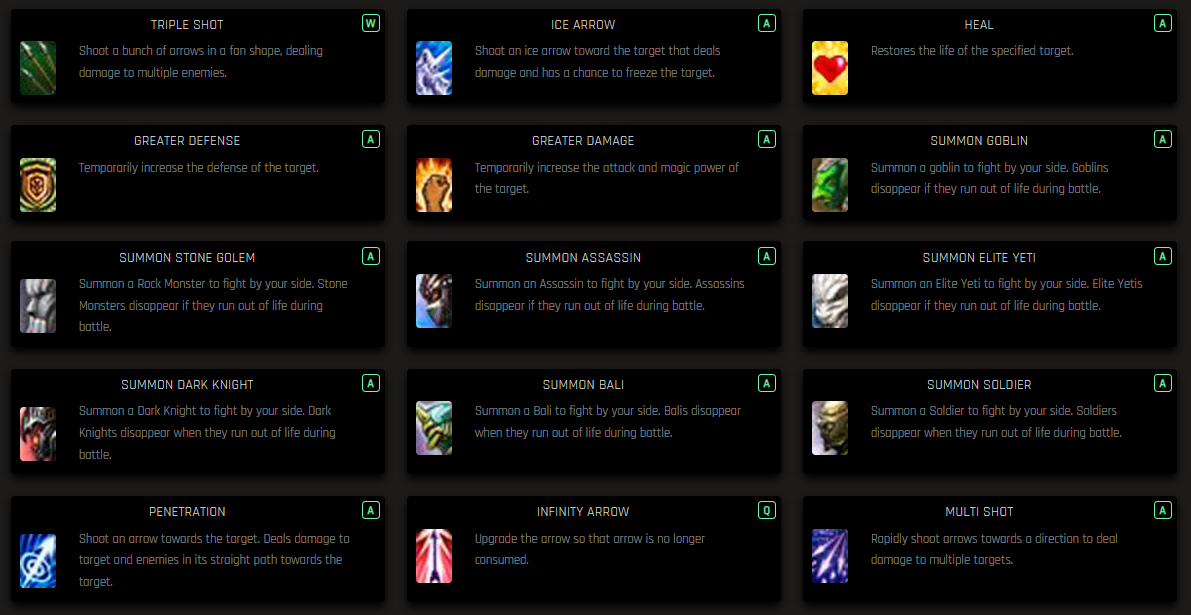 TRIPLE SHOT
W
Shoot a bunch of arrows in a fan shape, dealing
damage to multiple enemies.
ICE ARROW
A
Shoot an ice arrow toward the target that deals
damage and has a chance to freeze the target.
HEAL
A
Restores the life of the specified target.
GREATER DEFENSE
A
Temporarily increase the defense of the target.
GREATER DAMAGE
A
Temporarily increase the attack and magic power of
the target.
SUMMON GOBLIN
A
Summon a goblin to fight by your side. Goblins
disappear if they run out of life during battle.
SUMMON STONE GOLEM
A
Summon a Rock Monster to fight by your side. Stone
Monsters disappear if they run out of life during
battle.
SUMMON ASSASSIN
A
Summon an Assassin to fight by your side. Assassins
disappear if they run out of life during battle.
SUMMON ELITE YETI
A
Summon an Elite Yeti to fight by your side. Elite Yetis
disappear if they run out of life during battle.
SUMMON DARK KNIGHT
A
Summon a Dark Knight to fight by your side. Dark
Knights disappear when they run out of life during
battle.
SUMMON BALI
A
Summon a Bali to fight by your side. Balis disappear
when they run out of life during battle.
SUMMON SOLDIER
A
Summon a Soldier to fight by your side. Soldiers
disappear when they run out of life during battle.
PENETRATION
A
Shoot an arrow towards the target. Deals damage to
target and enemies in its straight path towards the
target.
INFINITY ARROW
Q
Upgrade the arrow so that arrow is no longer
consumed.
MULTI SHOT
A
Rapidly shoot arrows towards a direction to deal
damage to multiple targets.